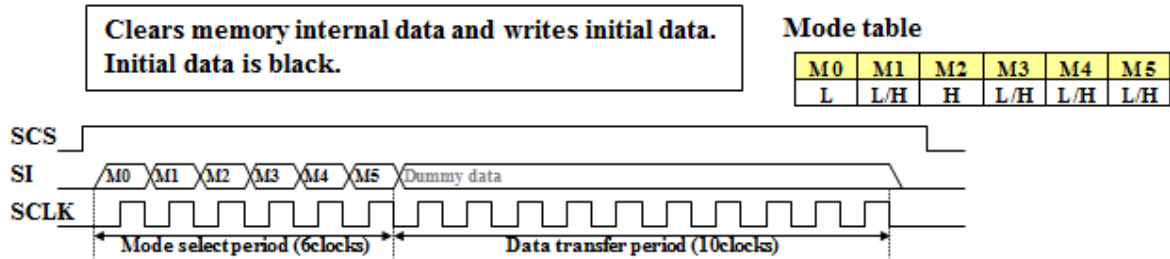 Clears memory internal data and writes initial data.
Initial data is black.
Mode table
M0 M1 M2 M3 M4 M5
L L/H H L/H L/H L/H
SCS
SI M0 M1 M2 M3 M4 M5 Dummy data
SCLK
Mode select period (6clocks) Data transfer period (10clocks)